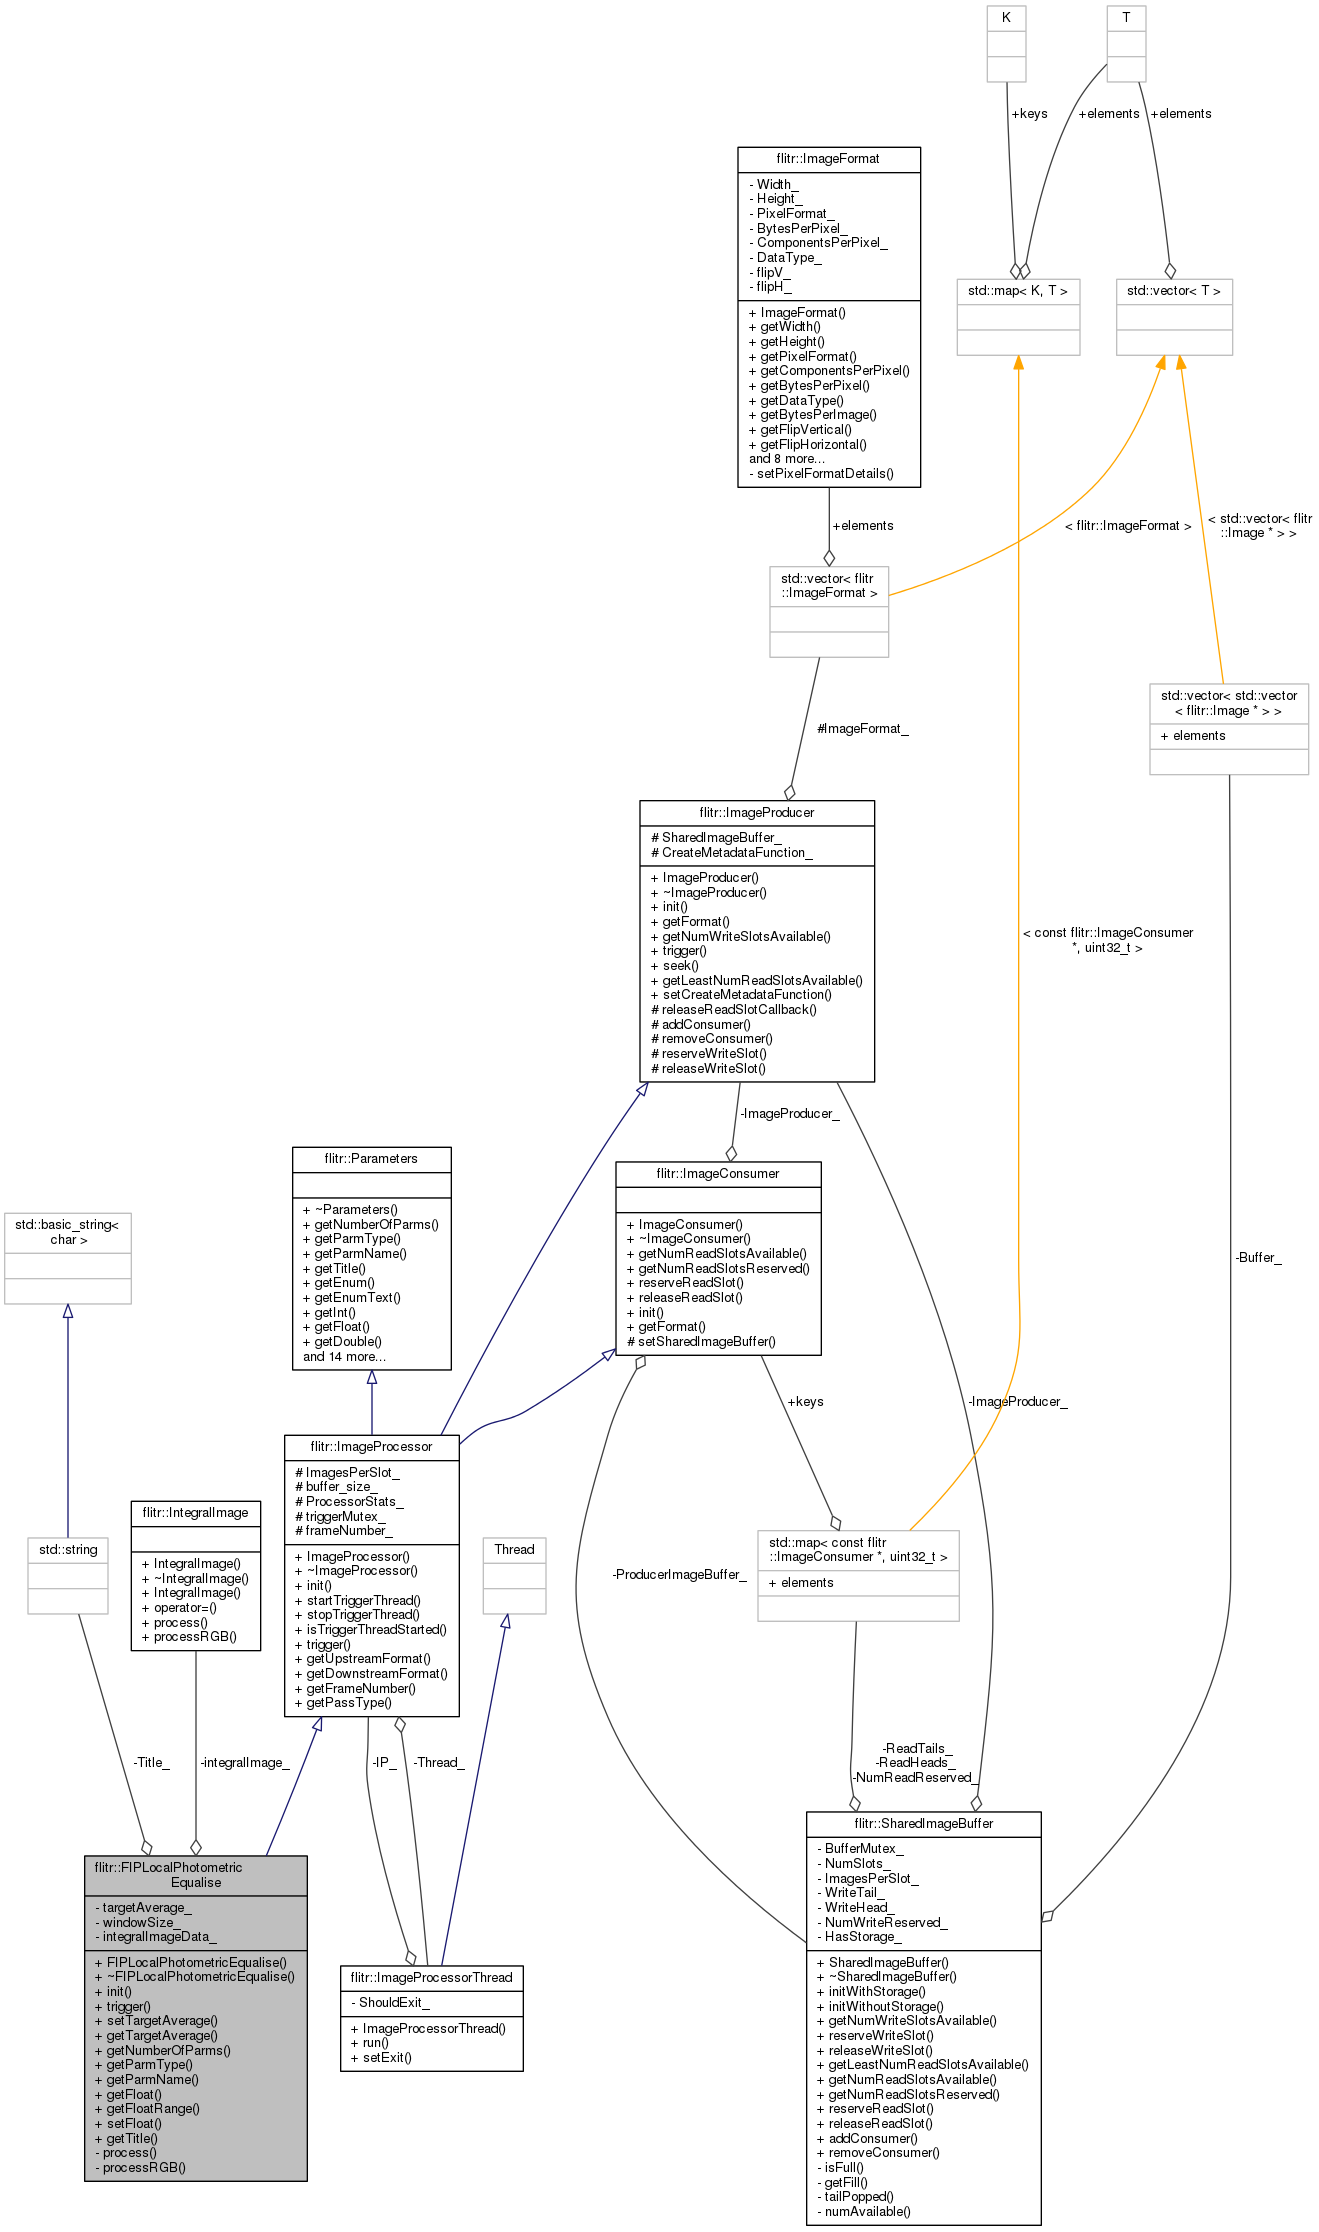 K
T
+keys
+elements
+elements
flitr::ImageFormat
- Width_
- Height_
- PixelFormat_
- BytesPerPixel_
- ComponentsPerPixel_
- DataType_
- flipV_
- flipH_
+ ImageFormat()
+ getWidth()
+ getHeight()
+ getPixelFormat()
+ getComponentsPerPixel()
+ getBytesPerPixel()
+ getDataType()
+ getBytesPerImage()
+ getFlipVertical()
+ getFlipHorizontal()
and 8 more...
- setPixelFormatDetails()
std::map< K, T >
std::vector< T >
+elements
< flitr::ImageFormat >
< std::vector< flitr
::Image * > >
std::vector< flitr
::ImageFormat >
std::vector< std::vector
< flitr::Image * > >
+ elements
#ImageFormat_
flitr::ImageProducer
# SharedImageBuffer_
# CreateMetadataFunction_
+ ImageProducer()
+ ~ImageProducer()
+ init()
+ getFormat()
+ getNumWriteSlotsAvailable()
+ trigger()
+ seek()
+ getLeastNumReadSlotsAvailable()
+ setCreateMetadataFunction()
# releaseReadSlotCallback()
# addConsumer()
# removeConsumer()
# reserveWriteSlot()
# releaseWriteSlot()
< const flitr::ImageConsumer
*, uint32_t >
-ImageProducer_
flitr::Parameters
+ ~Parameters()
+ getNumberOfParms()
+ getParmType()
+ getParmName()
+ getTitle()
+ getEnum()
+ getEnumText()
+ getInt()
+ getFloat()
+ getDouble()
and 14 more...
flitr::ImageConsumer
+ ImageConsumer()
+ ~ImageConsumer()
+ getNumReadSlotsAvailable()
+ getNumReadSlotsReserved()
+ reserveReadSlot()
+ releaseReadSlot()
+ init()
+ getFormat()
# setSharedImageBuffer()
std::basic_string<
char >
-Buffer_
+keys
-ImageProducer_
flitr::ImageProcessor
# ImagesPerSlot_
# buffer_size_
# ProcessorStats_
# triggerMutex_
# frameNumber_
+ ImageProcessor()
+ ~ImageProcessor()
+ init()
+ startTriggerThread()
+ stopTriggerThread()
+ isTriggerThreadStarted()
+ trigger()
+ getUpstreamFormat()
+ getDownstreamFormat()
+ getFrameNumber()
+ getPassType()
std::string
flitr::IntegralImage
+ IntegralImage()
+ ~IntegralImage()
+ IntegralImage()
+ operator=()
+ process()
+ processRGB()
Thread
-ProducerImageBuffer_
std::map< const flitr
::ImageConsumer *, uint32_t >
+ elements
-Title_
-integralImage_
-IP_
-Thread_
-ReadTails_
-ReadHeads_
-NumReadReserved_
flitr::FIPLocalPhotometric
Equalise
- targetAverage_
- windowSize_
- integralImageData_
+ FIPLocalPhotometricEqualise()
+ ~FIPLocalPhotometricEqualise()
+ init()
+ trigger()
+ setTargetAverage()
+ getTargetAverage()
+ getNumberOfParms()
+ getParmType()
+ getParmName()
+ getFloat()
+ getFloatRange()
+ setFloat()
+ getTitle()
- process()
- processRGB()
flitr::ImageProcessorThread
- ShouldExit_
+ ImageProcessorThread()
+ run()
+ setExit()
flitr::SharedImageBuffer
- BufferMutex_
- NumSlots_
- ImagesPerSlot_
- WriteTail_
- WriteHead_
- NumWriteReserved_
- HasStorage_
+ SharedImageBuffer()
+ ~SharedImageBuffer()
+ initWithStorage()
+ initWithoutStorage()
+ getNumWriteSlotsAvailable()
+ reserveWriteSlot()
+ releaseWriteSlot()
+ getLeastNumReadSlotsAvailable()
+ getNumReadSlotsAvailable()
+ getNumReadSlotsReserved()
+ reserveReadSlot()
+ releaseReadSlot()
+ addConsumer()
+ removeConsumer()
- isFull()
- getFill()
- tailPopped()
- numAvailable()